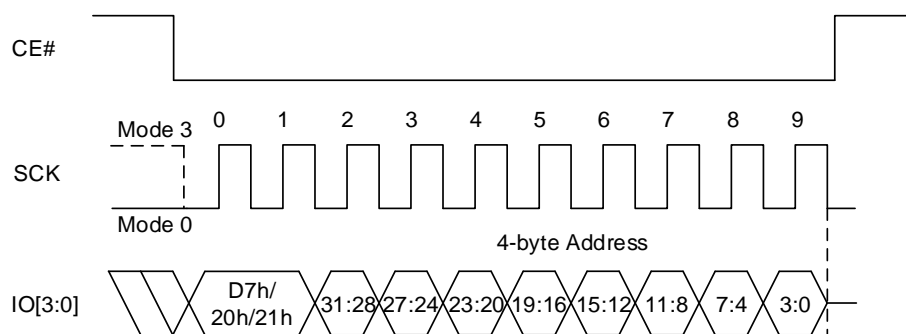 CE#
Mode 3 0 1 2 3 4 5 6 7 8 9
SCK
Mode 0
4-byte Address
IO[3:0] D7h/ 20h/21h 31:28 27:24 23:20 19:16 15:12 11:8 7:4 3:0